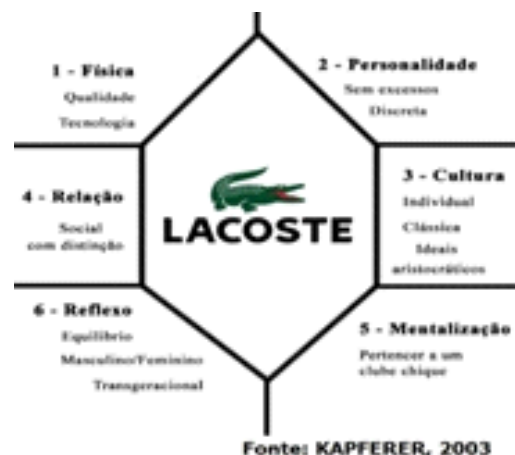 1 - Física
Qualidade
Tecnologia
2 - Personalidade
Sem excessos
Discreta
3 - Cultura
Individual
Clássica
Ideais
aristocráticos
4 - Relação
Social
com distinção
LACOSTE
5 - Mentalização
Pertencer a um
clube chique
6 - Reflexo
Equilíbrio
Masculino/Feminino
Transgeracional
Fonte: KAPFERER, 2003